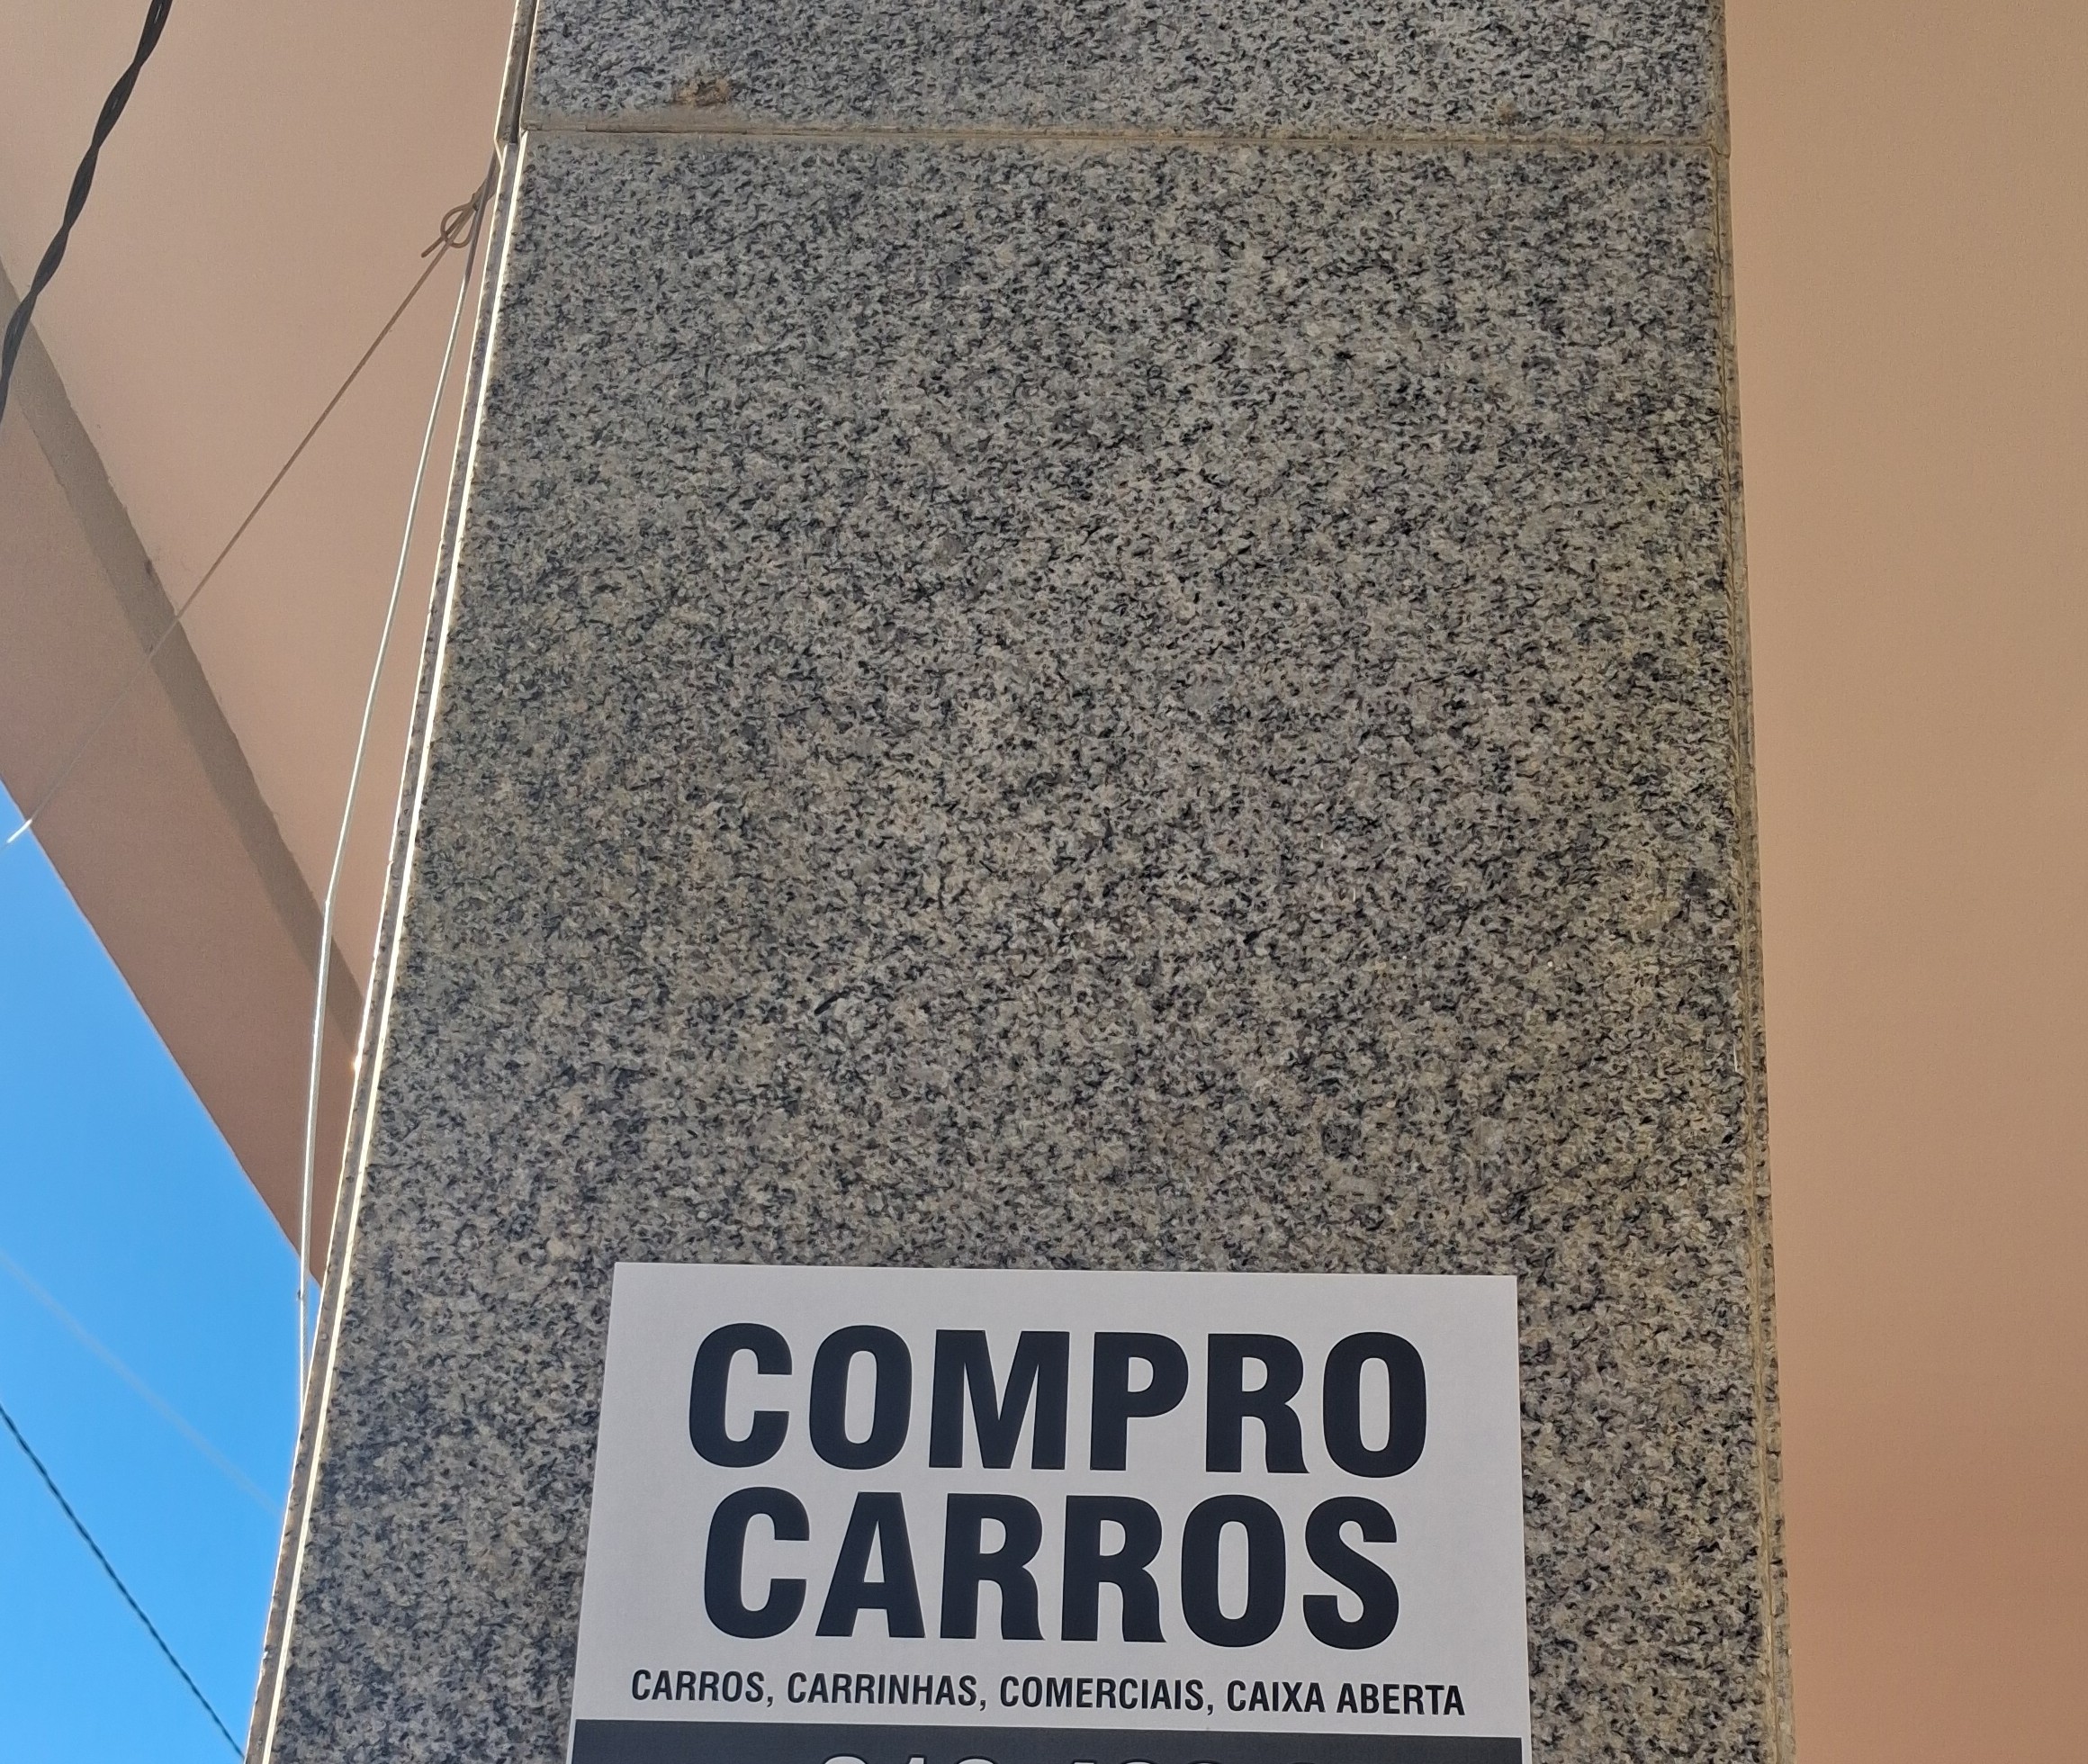 COMPRO
CARROS
CARROS, CARRINHAS, COMERCIAIS, CAIXA ABERTA